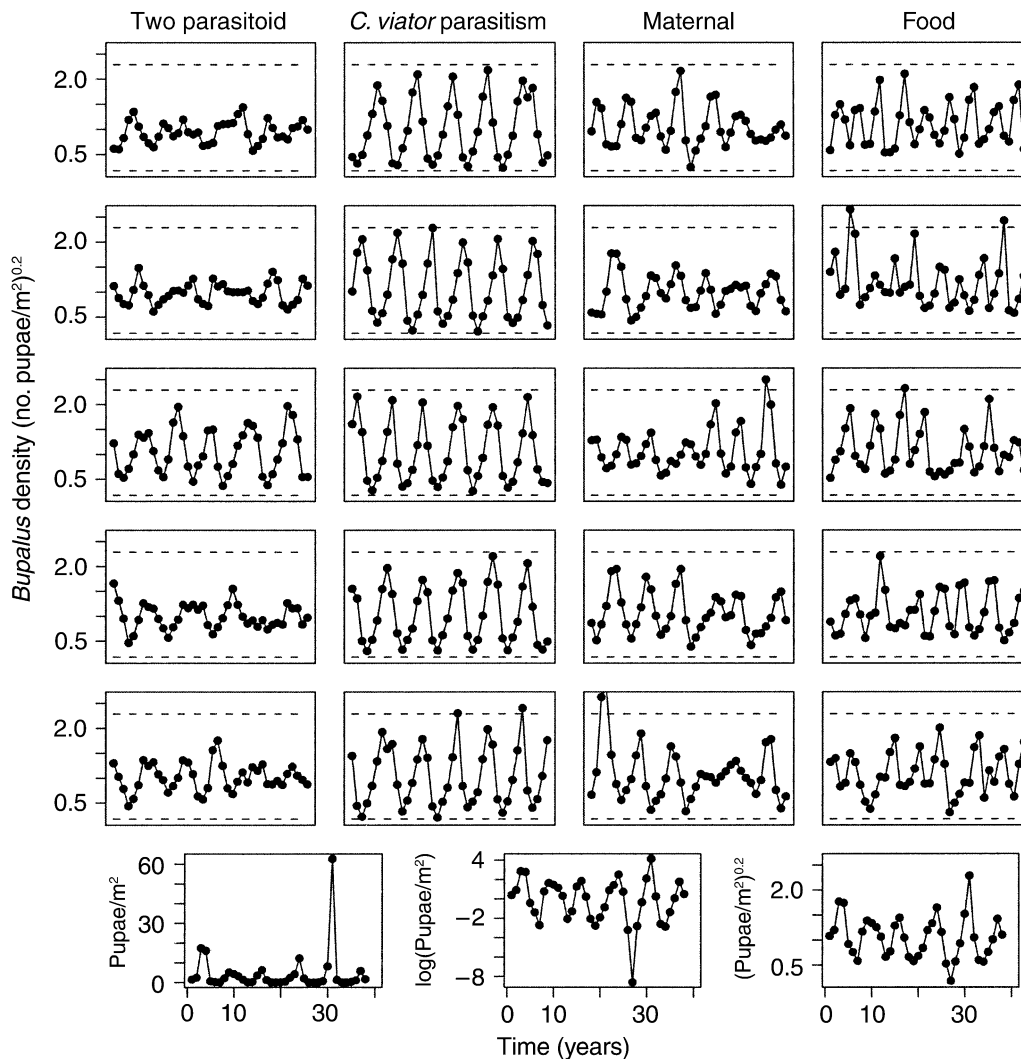 Two parasitoid C. viator parasitism Maternal Food
2.0
0.5
2.0
0.5
2.0
0.5
2.0
0.5
2.0
0.5
Bupalus density (no. pupae/m²)⁰·²
Pupae/m²
60
30
0
0 10 30
log(Pupae/m²)
4
−2
−8
0 10 30
(Pupae/m²)⁰·²
2.0
0.5
0 10 30
Time (years)